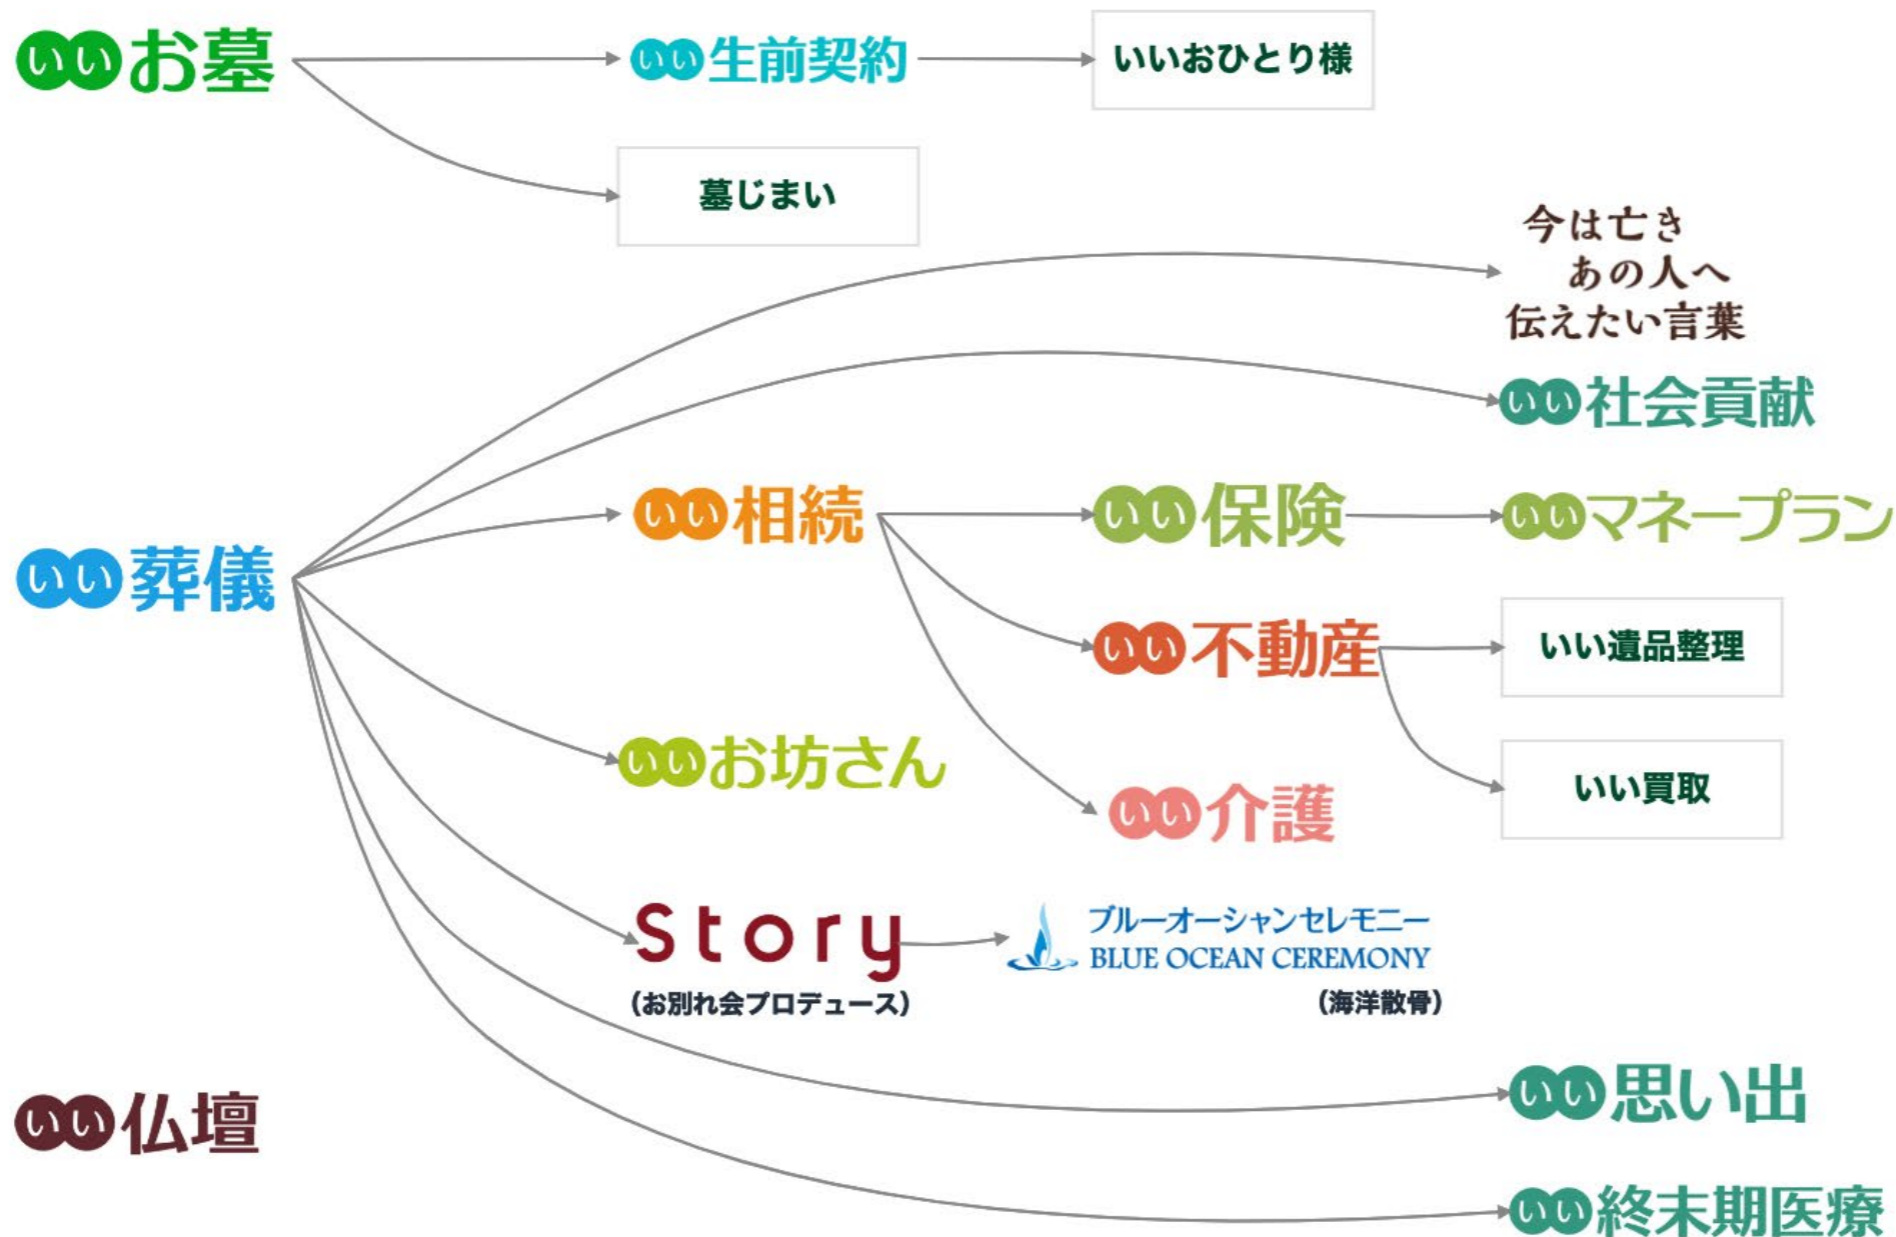 いいお墓
いい生前契約
いいおひとり様
墓じまい
今は亡き
あの人へ
伝えたい言葉
いい社会貢献
いい相続
いい保険
いいマネープラン
いい葬儀
いい不動産
いい遺品整理
いいお坊さん
いい買取
いい介護
Story
(お別れ会プロデュース)
ブルーオーシャンセレモニー
BLUE OCEAN CEREMONY
(海洋散骨)
いい仏壇
いい思い出
いい終末期医療